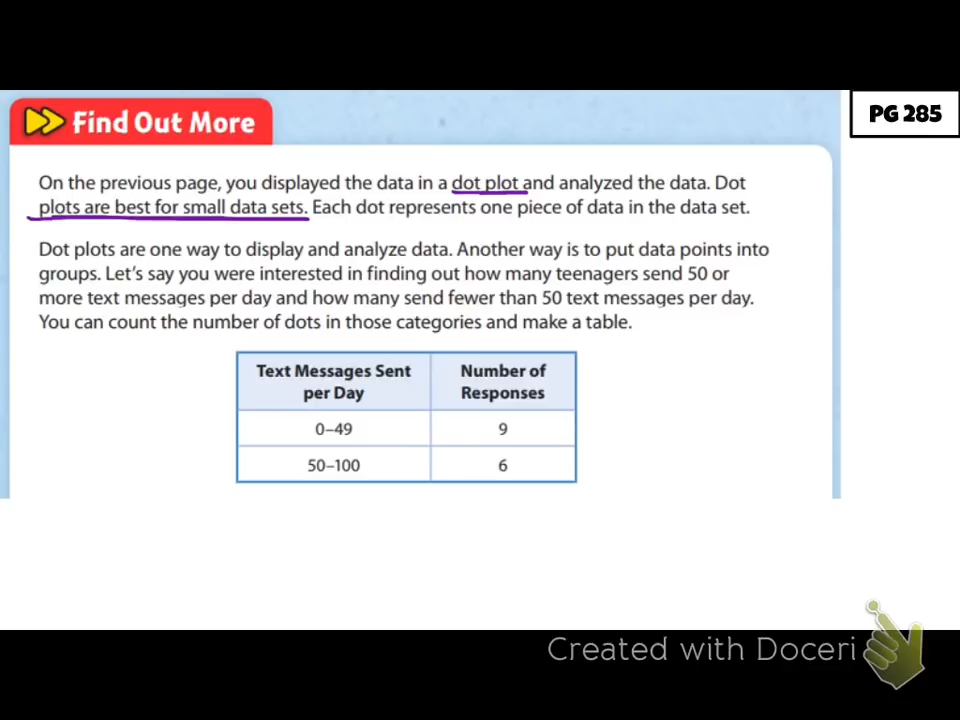 Find Out More
PG 285
On the previous page, you displayed the data in a dot plot and analyzed the data. Dot
plots are best for small data sets. Each dot represents one piece of data in the data set.
Dot plots are one way to display and analyze data. Another way is to put data points into
groups. Let's say you were interested in finding out how many teenagers send 50 or
more text messages per day and how many send fewer than 50 text messages per day.
You can count the number of dots in those categories and make a table.
Text Messages Sent per Day
Number of Responses
0–49 9
50–100 6
Created with Doceri